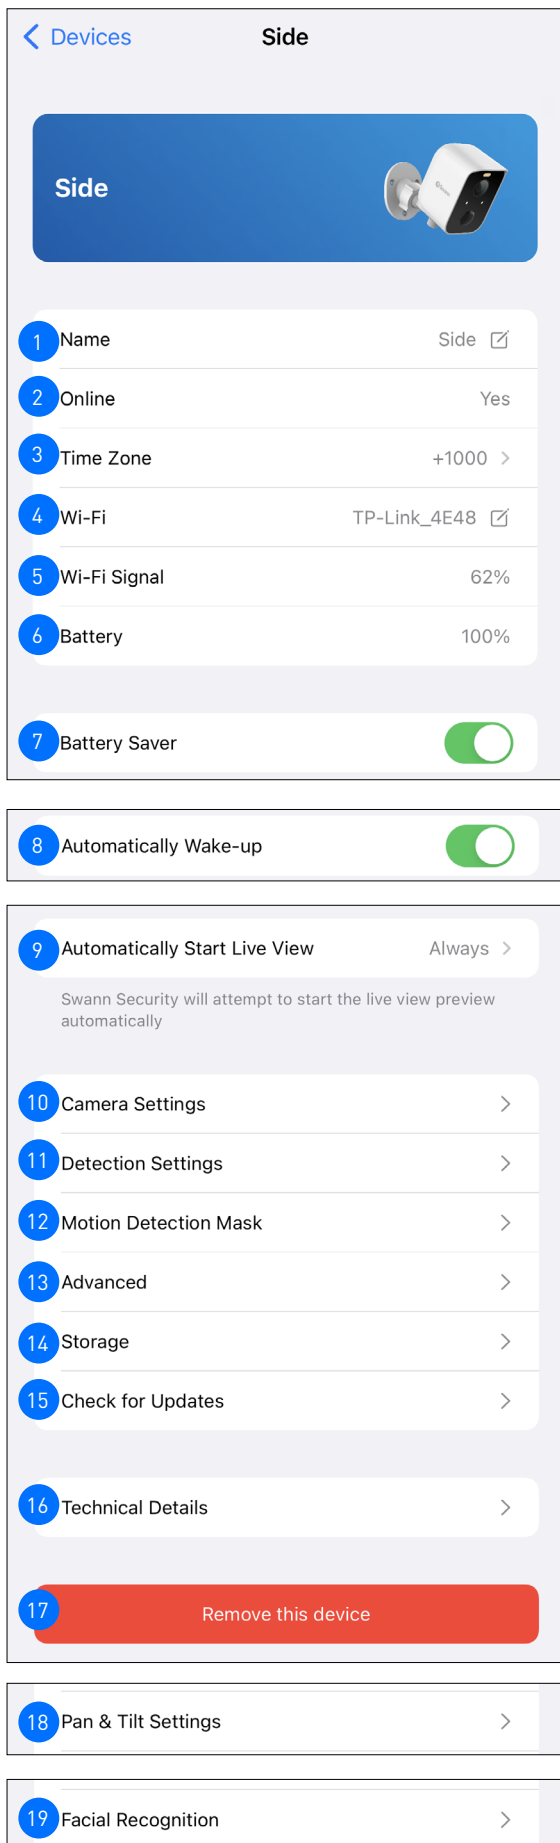 Devices Side
Side
1 Name Side
2 Online Yes
3 Time Zone +1000
4 Wi-Fi TP-Link_4E48
5 Wi-Fi Signal 62%
6 Battery 100%
7 Battery Saver
8 Automatically Wake-up
9 Automatically Start Live View Always
Swann Security will attempt to start the live view preview
automatically
10 Camera Settings
11 Detection Settings
12 Motion Detection Mask
13 Advanced
14 Storage
15 Check for Updates
16 Technical Details
17 Remove this device
18 Pan & Tilt Settings
19 Facial Recognition